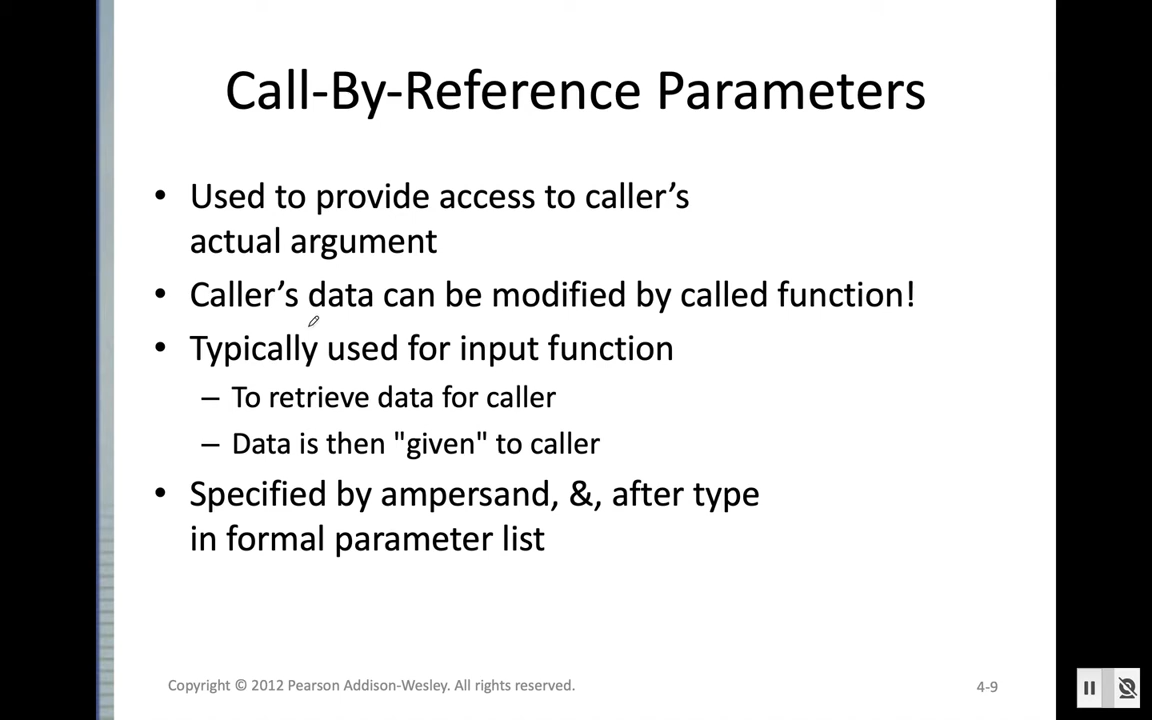 Call-By-Reference Parameters
• Used to provide access to caller’s
actual argument
• Caller’s data can be modified by called function!
• Typically used for input function
– To retrieve data for caller
– Data is then "given" to caller
• Specified by ampersand, &, after type
in formal parameter list
Copyright © 2012 Pearson Addison-Wesley. All rights reserved.
4-9